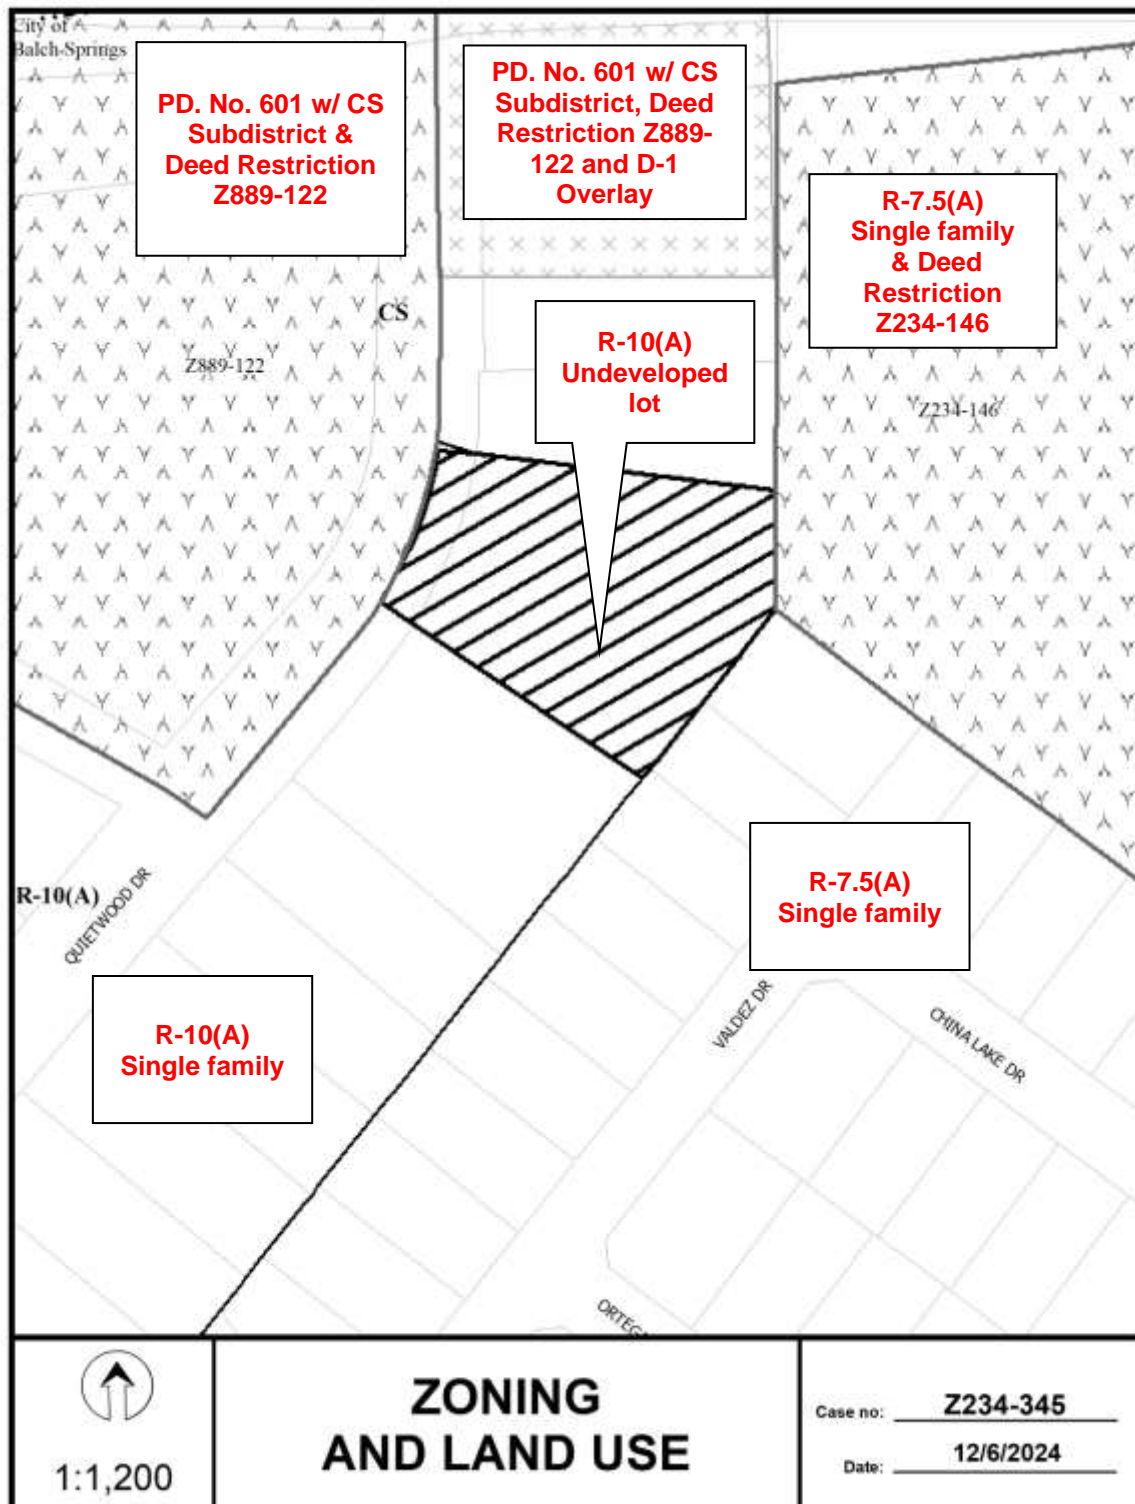 City of
Balch-Springs
PD. No. 601 w/ CS
Subdistrict &
Deed Restriction
Z889-122
PD. No. 601 w/ CS
Subdistrict, Deed
Restriction Z889-
122 and D-1
Overlay
R-7.5(A)
Single family
& Deed
Restriction
Z234-146
CS
Z889-122
R-10(A)
Undeveloped
lot
Z234-146
R-10(A)
QUIETWOOD DR
R-7.5(A)
Single family
R-10(A)
Single family
VALDEZ DR
CHINA LAKE DR
1:1,200
ZONING
AND LAND USE
Case no: Z234-345
Date: 12/6/2024